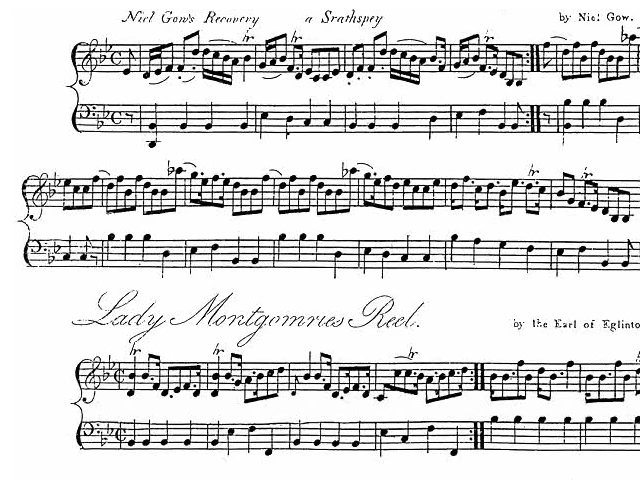 Niel Gow's Recovery a Srathspey by Niel Gow.
Lady Montgomries Reel. by the Earl of Eglinto